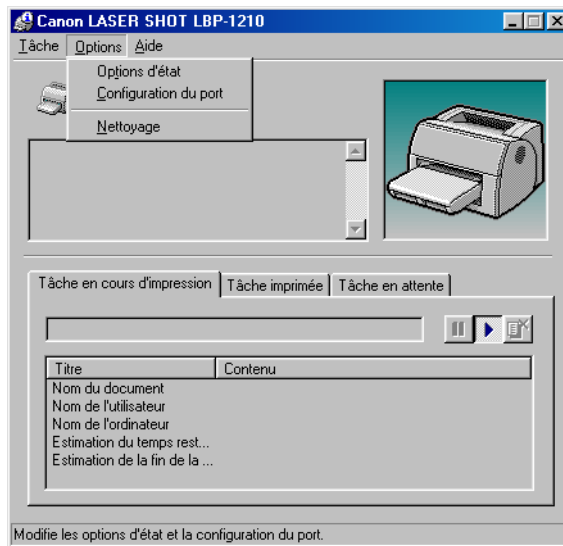 Canon LASER SHOT LBP-1210
Tâche Options Aide
Options d'état
Configuration du port
Nettoyage
Tâche en cours d'impression Tâche imprimée Tâche en attente
Titre Contenu
Nom du document
Nom de l'utilisateur
Nom de l'ordinateur
Estimation du temps rest...
Estimation de la fin de la ...
Modifie les options d'état et la configuration du port.